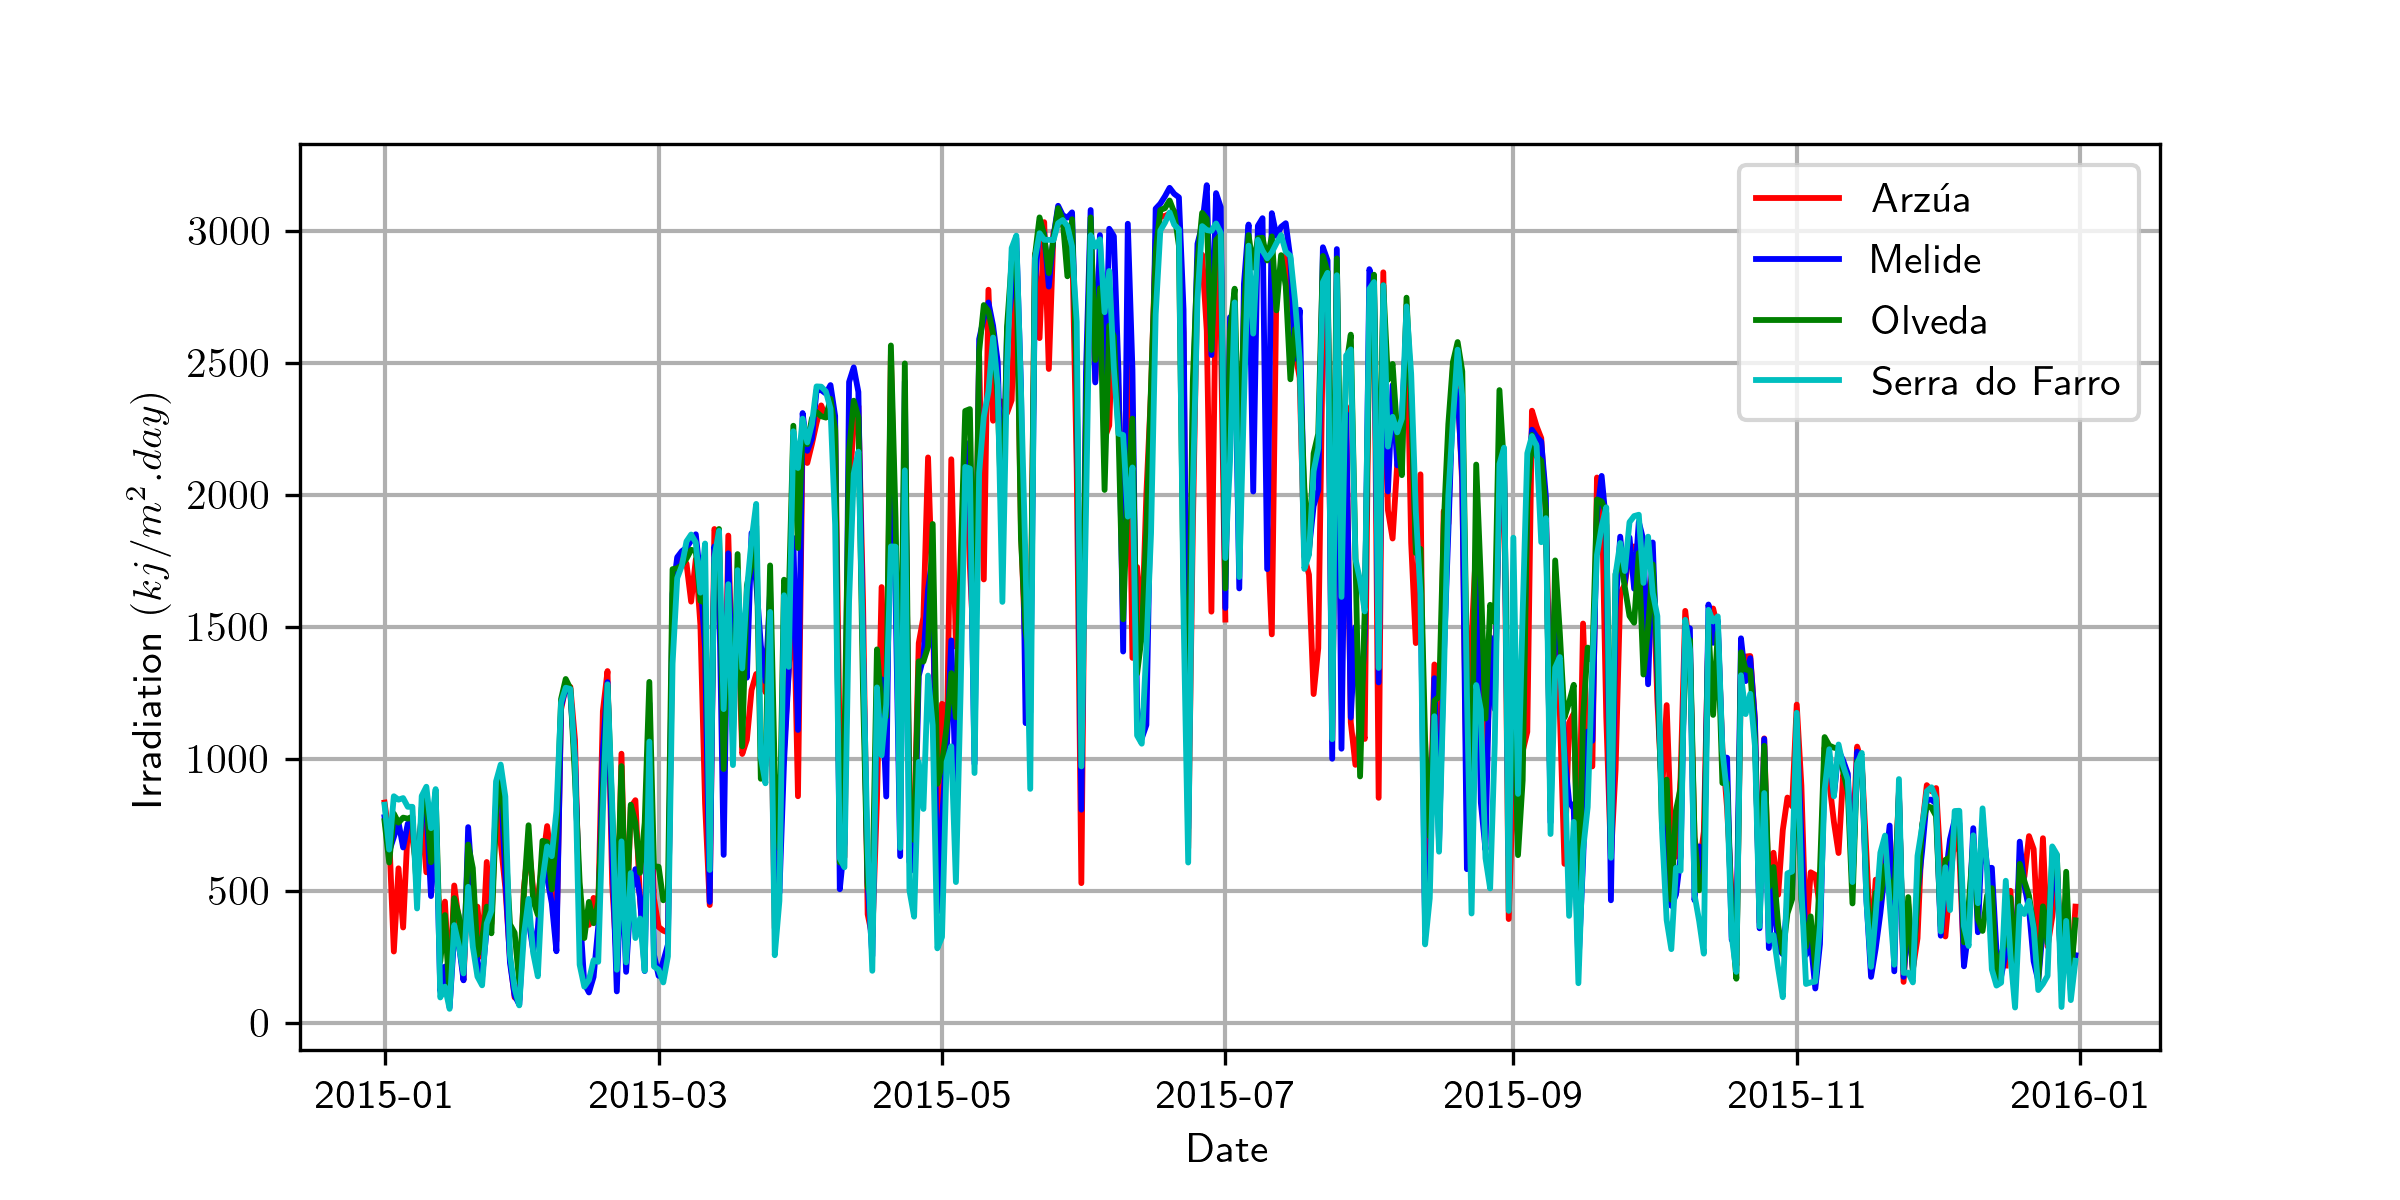 Arzúa
Melide
Olveda
Serra do Farro
3000
2500
2000
1500
1000
500
0
Irradiation (kj/m².day)
2015-01 2015-03 2015-05 2015-07 2015-09 2015-11 2016-01
Date